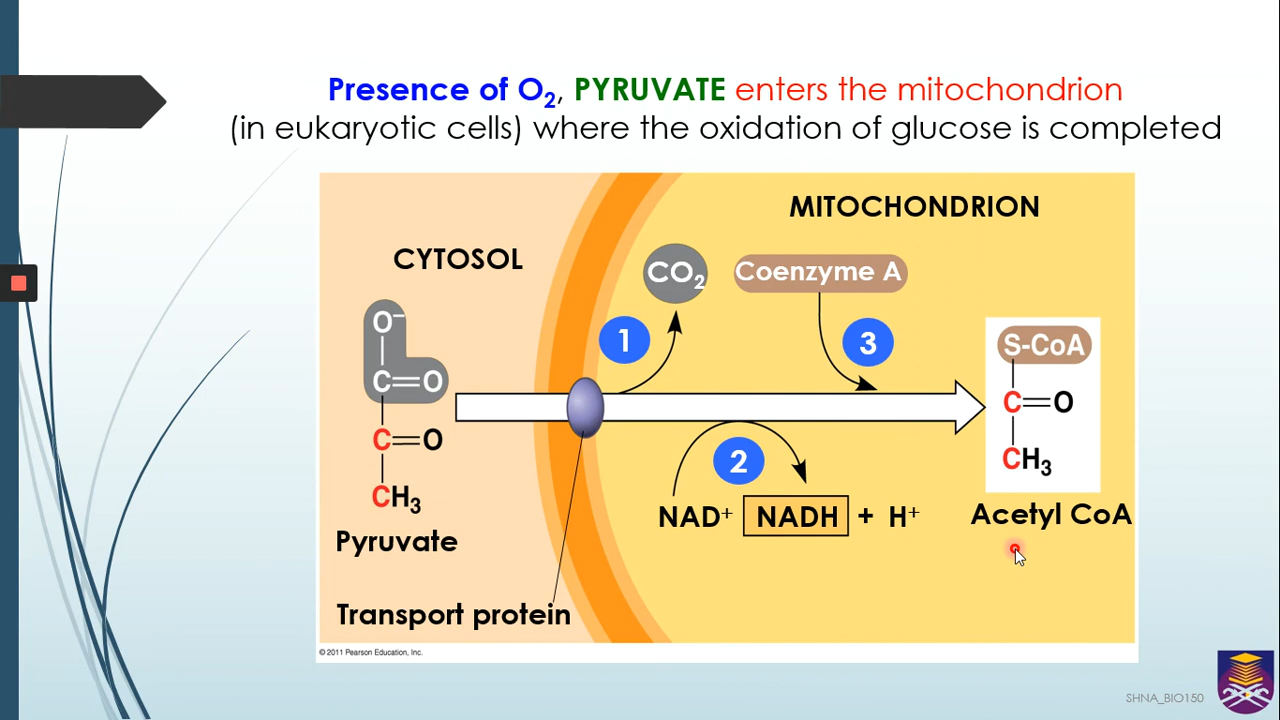 Presence of O₂, PYRUVATE enters the mitochondrion
(in eukaryotic cells) where the oxidation of glucose is completed
MITOCHONDRION
CYTOSOL
CO₂
Coenzyme A
O⁻
1
3
S-CoA
C=O
C=O
C=O
2
CH₃
CH₃
NAD⁺ NADH + H⁺
Acetyl CoA
Pyruvate
Transport protein
© 2011 Pearson Education, Inc.
SHNA_BIO150